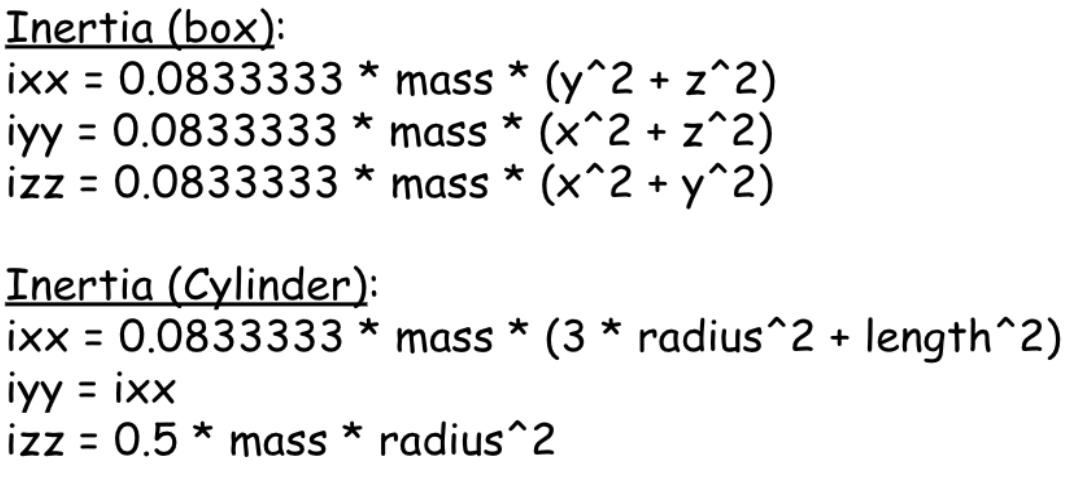 Inertia (box):
ixx = 0.0833333 * mass * (y^2 + z^2)
iyy = 0.0833333 * mass * (x^2 + z^2)
izz = 0.0833333 * mass * (x^2 + y^2)
Inertia (Cylinder):
ixx = 0.0833333 * mass * (3 * radius^2 + length^2)
iyy = ixx
izz = 0.5 * mass * radius^2